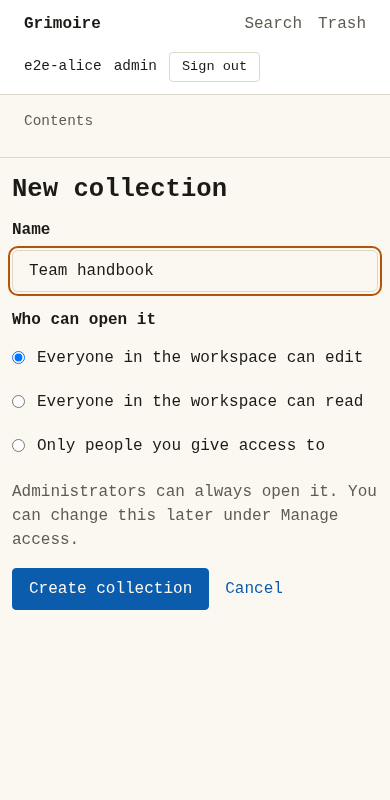 Grimoire Search Trash
e2e-alice admin Sign out
Contents
New collection
Name
Team handbook
Who can open it
Everyone in the workspace can edit
Everyone in the workspace can read
Only people you give access to
Administrators can always open it. You
can change this later under Manage
access.
Create collection Cancel